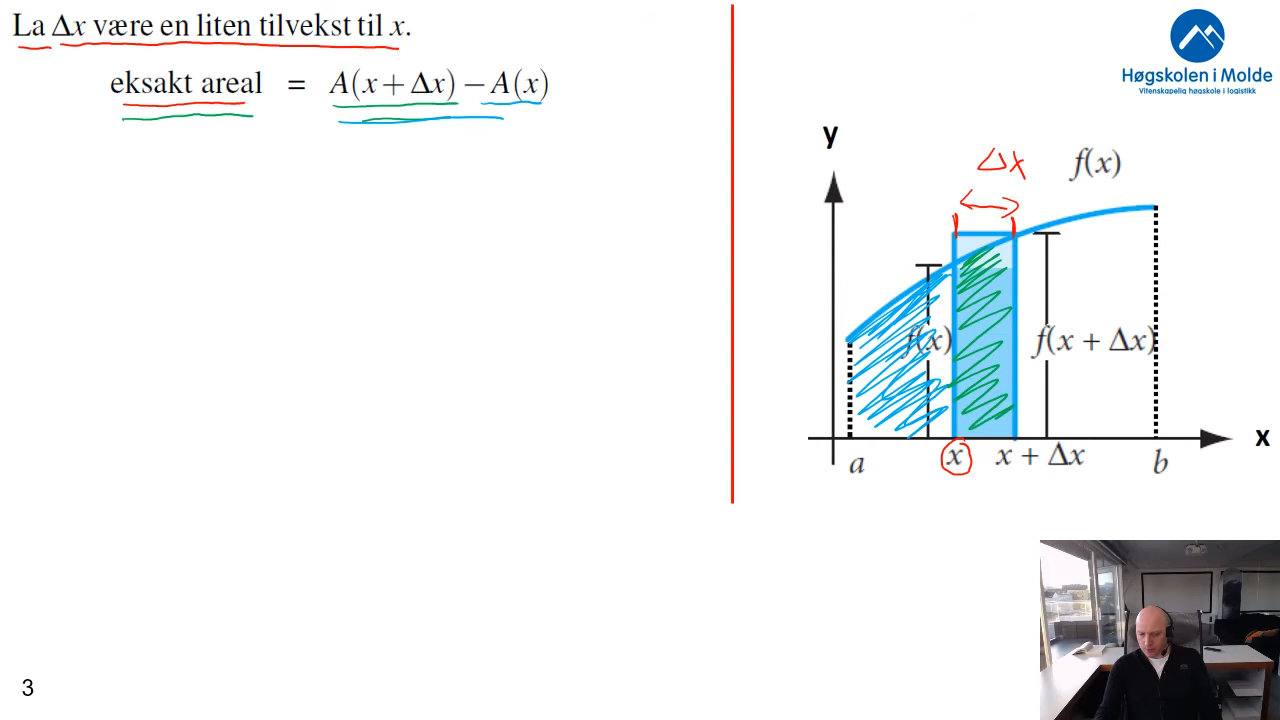 La Δx være en liten tilvekst til x.
eksakt areal = A(x + Δx) − A(x)
Høgskolen i Molde
Vitenskapelig høgskole i logistikk
y
Δx
f(x)
f(x)
f(x + Δx)
x
a
x
x + Δx
b
3